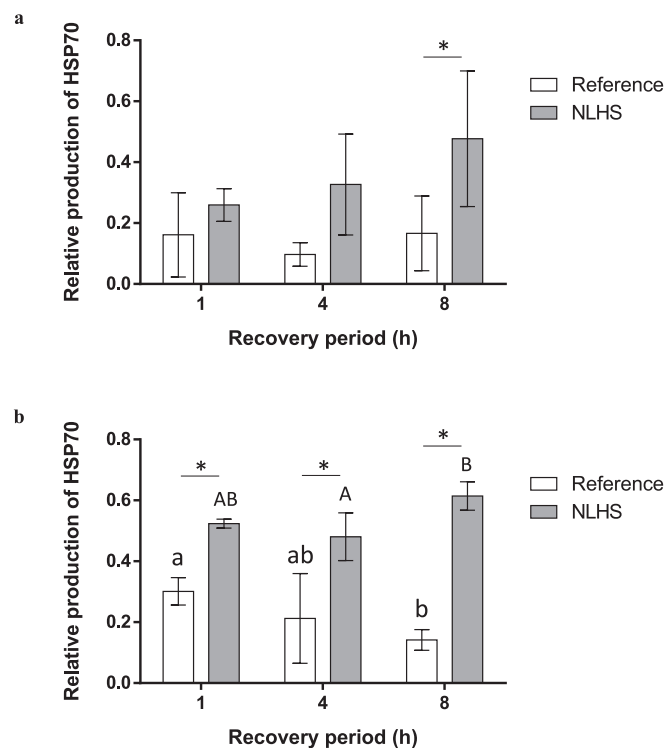 a
Relative production of HSP70
0.8
0.6
0.4
0.2
0.0
*
1
4
8
Recovery period (h)
Reference
NLHS
b
Relative production of HSP70
0.8
0.6
0.4
0.2
0.0
*
*
*
a
AB
ab
A
b
B
1
4
8
Recovery period (h)
Reference
NLHS